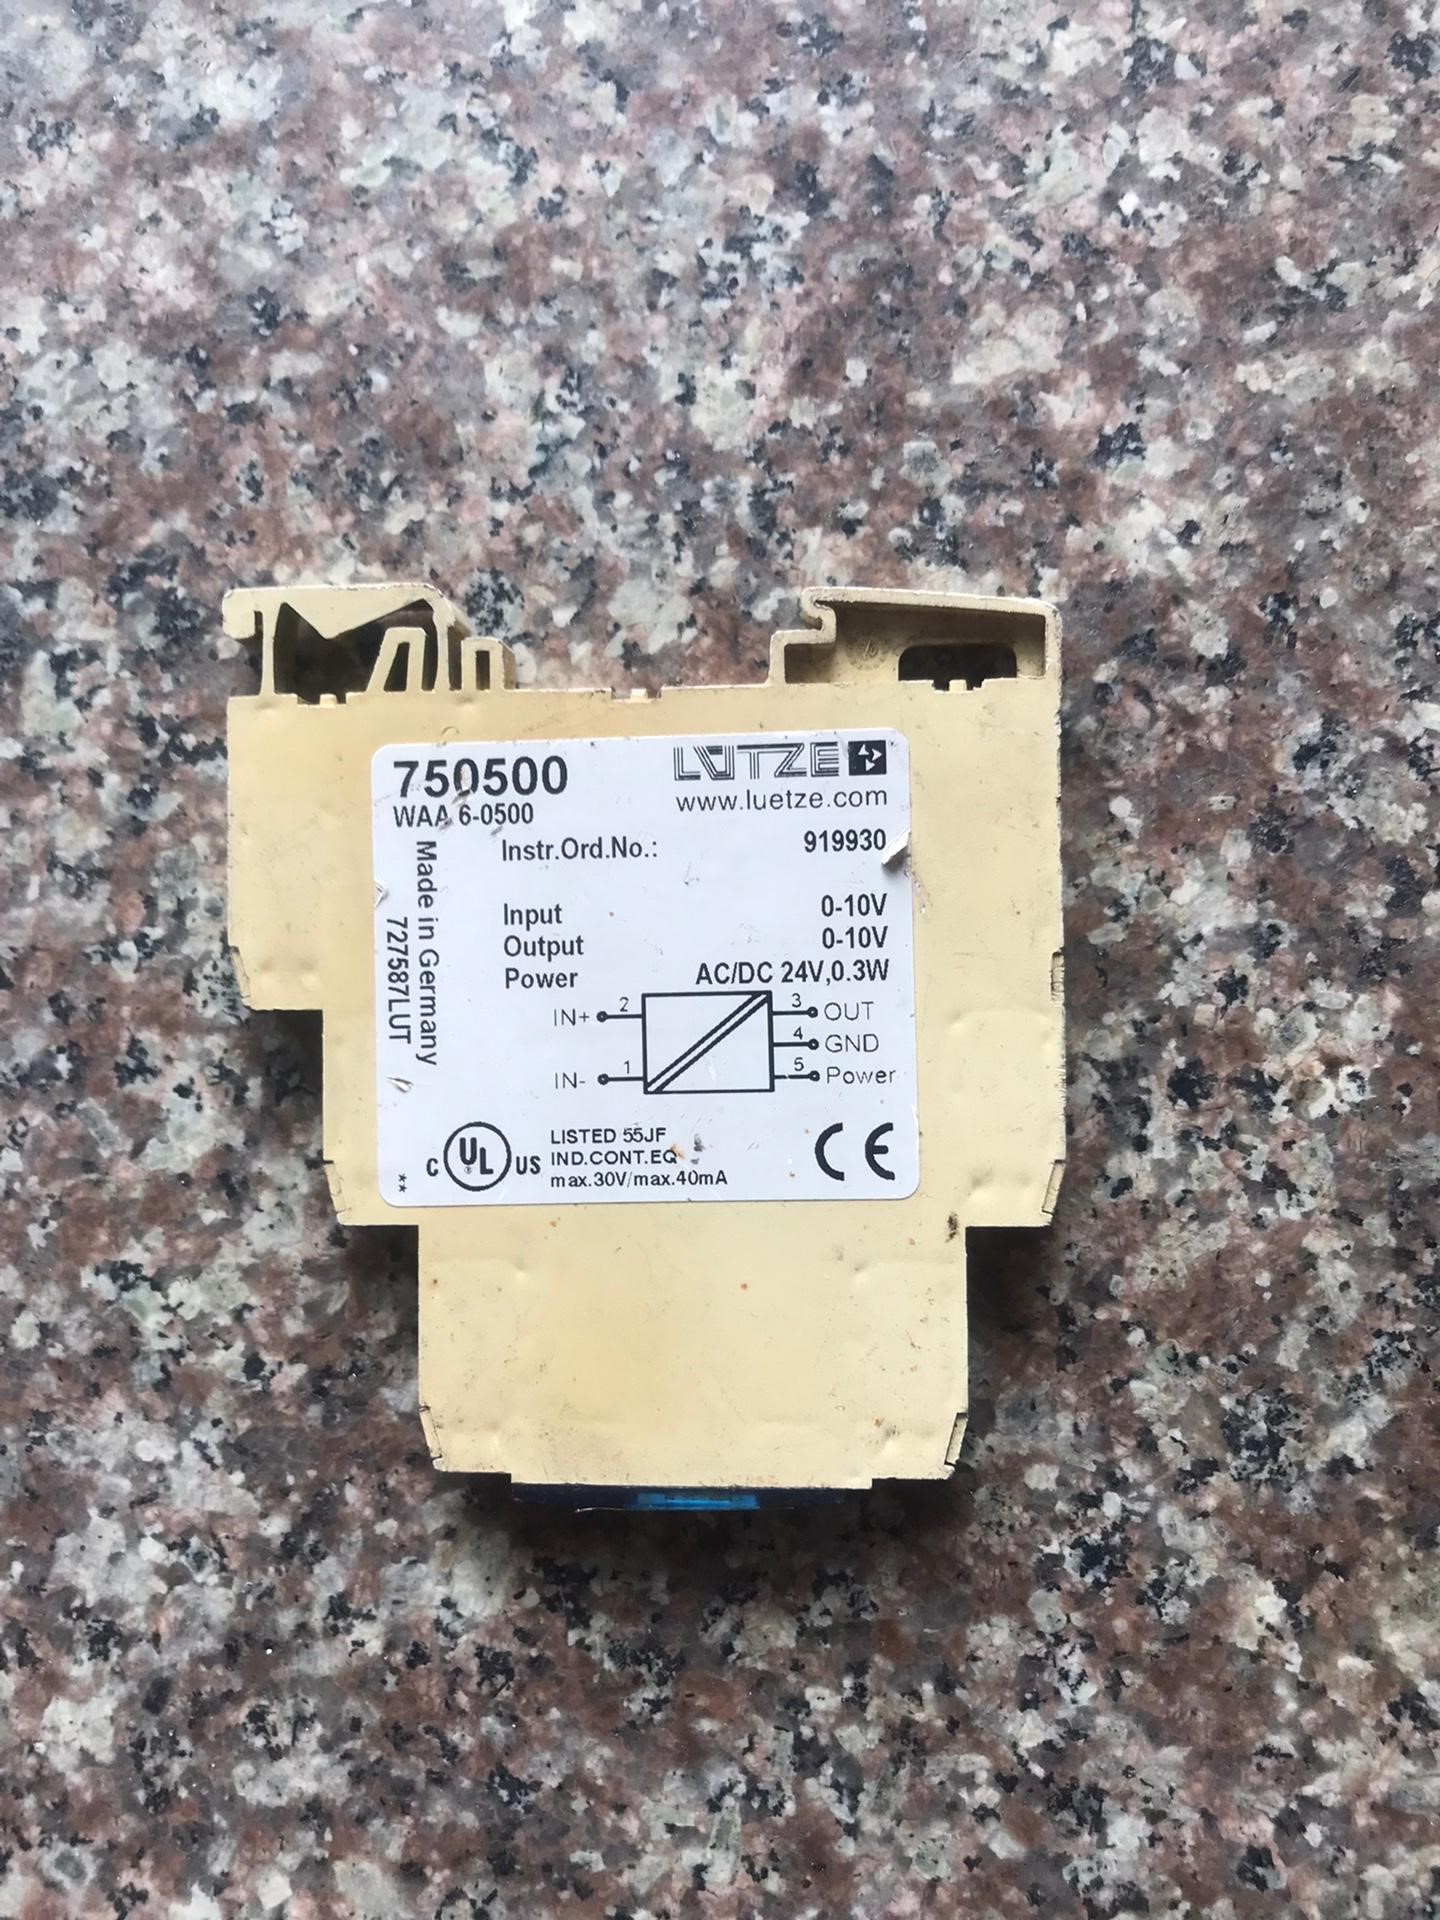 750500
LÜTZE
WAA 6-0500
www.luetze.com
Instr.Ord.No.: 919930
Made in Germany
727587LUT
Input 0-10V
Output 0-10V
Power AC/DC 24V,0.3W
IN+ 2 3 OUT
4 GND
IN- 1 5 Power
C UL ® US
LISTED 55JF
IND.CONT.EQ
max.30V/max.40mA
CE
**